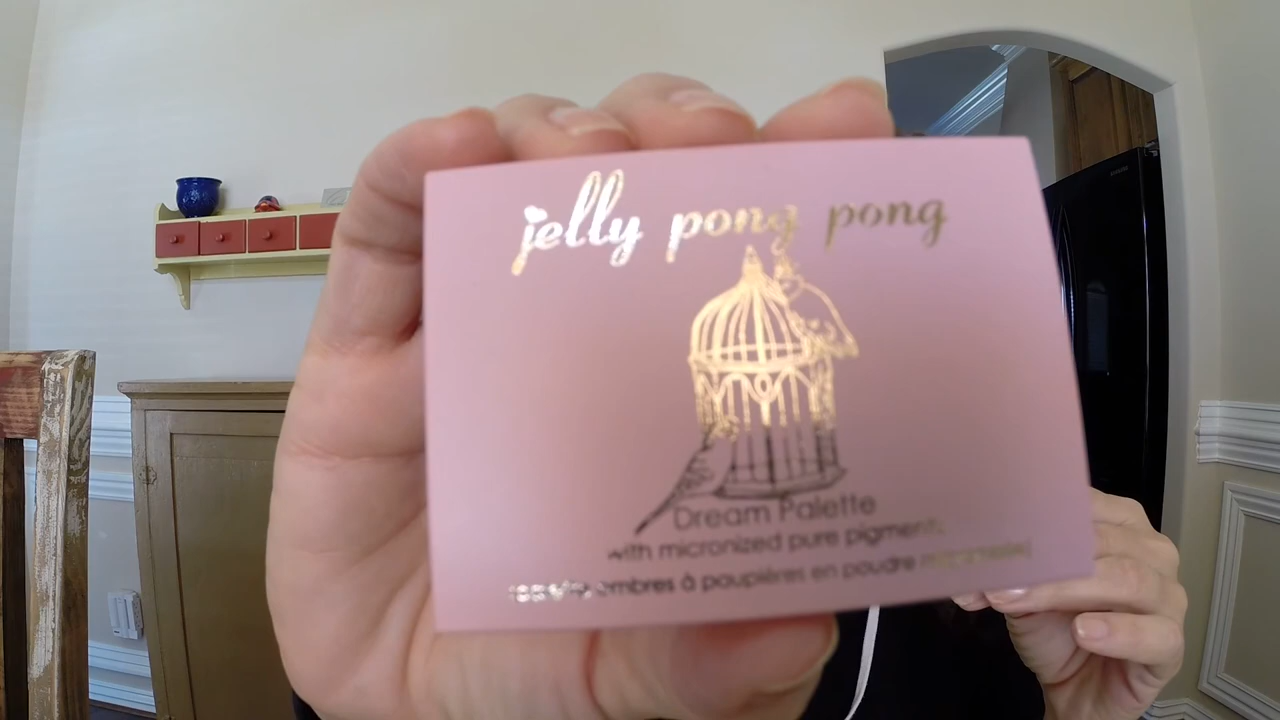 jelly pong pong
Dream Palette
with micronized pure pigments
ombres à paupières en poudre